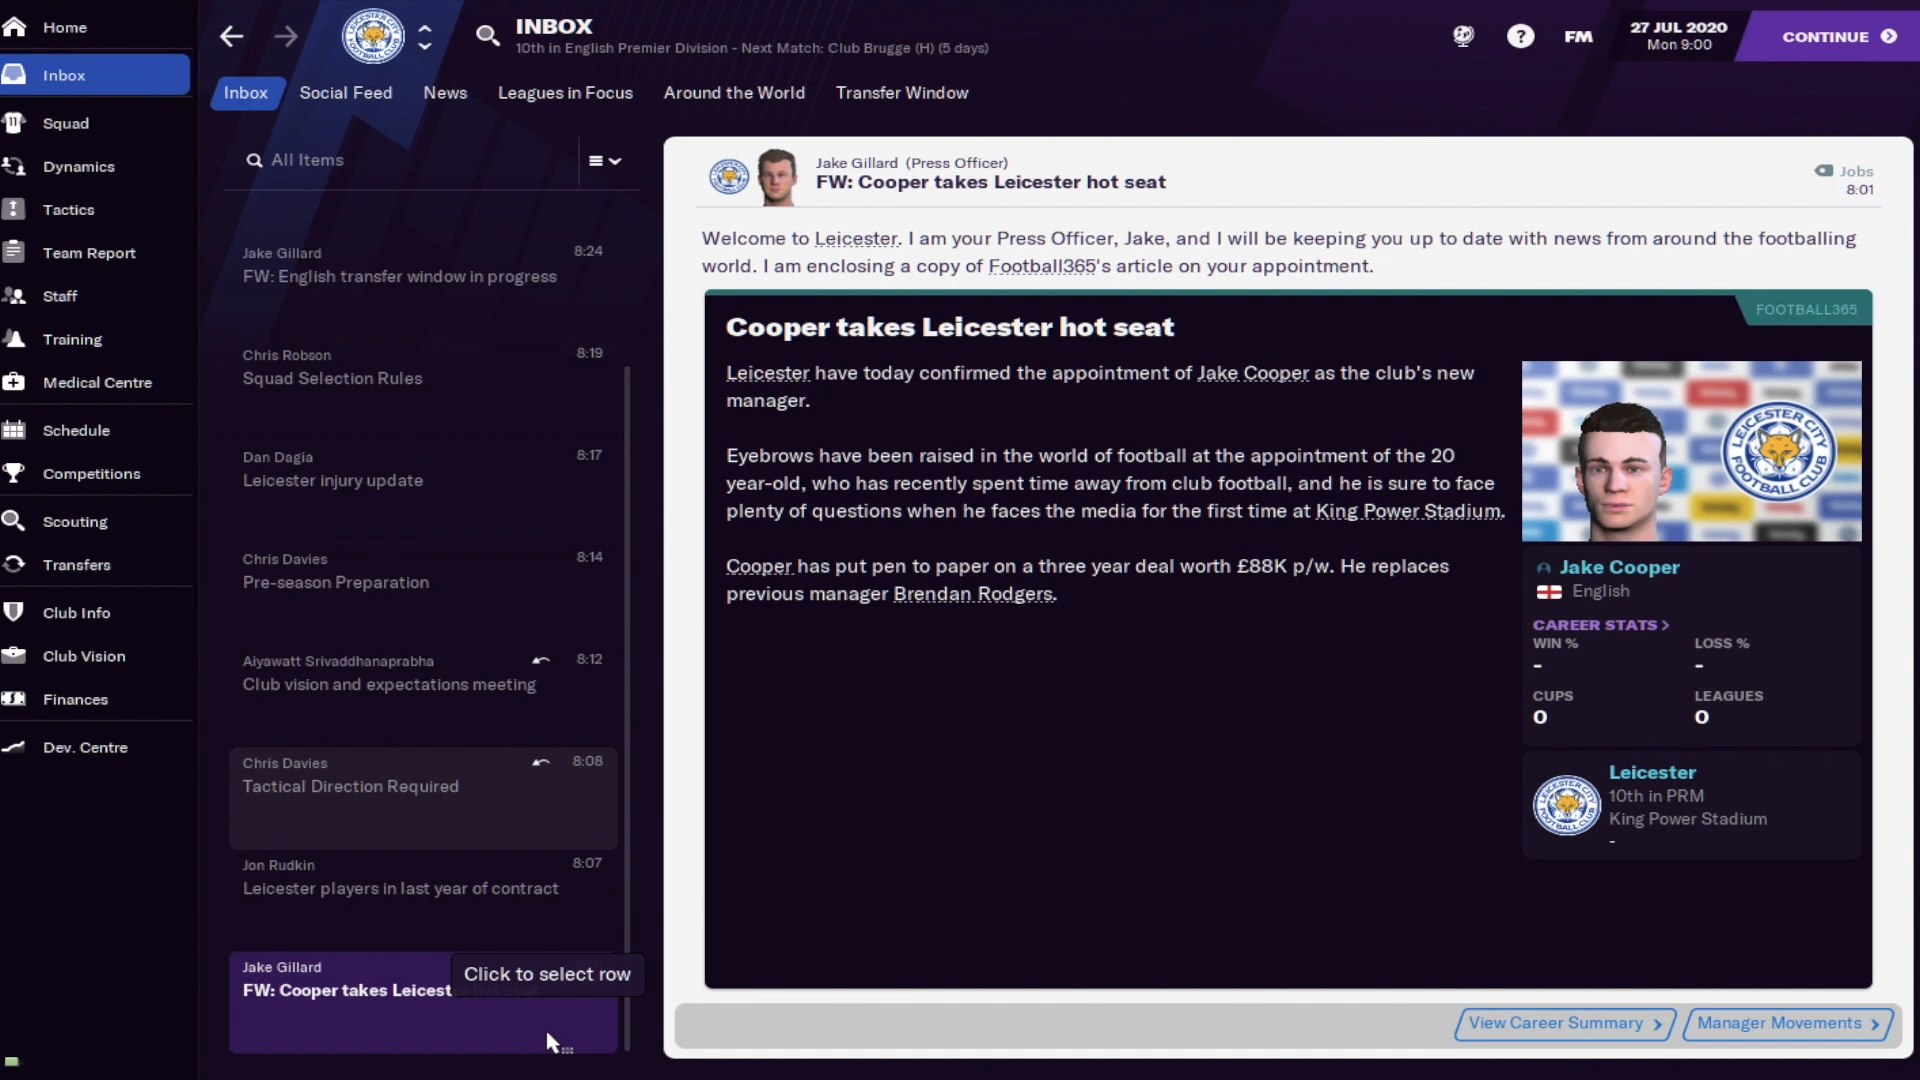 Home
Inbox
Squad
Dynamics
Tactics
Team Report
Staff
Training
Medical Centre
Schedule
Competitions
Scouting
Transfers
Club Info
Club Vision
Finances
Dev. Centre
INBOX
10th in English Premier Division - Next Match: Club Brugge (H) (5 days)
FM
27 JUL 2020
Mon 9:00
CONTINUE
Inbox
Social Feed
News
Leagues in Focus
Around the World
Transfer Window
All Items
Jake Gillard 8:24
FW: English transfer window in progress
Chris Robson 8:19
Squad Selection Rules
Dan Dagia 8:17
Leicester injury update
Chris Davies 8:14
Pre-season Preparation
Aiyawatt Srivaddhanaprabha 8:12
Club vision and expectations meeting
Chris Davies 8:08
Tactical Direction Required
Jon Rudkin 8:07
Leicester players in last year of contract
Jake Gillard
FW: Cooper takes Leicest
Click to select row
Jake Gillard (Press Officer)
FW: Cooper takes Leicester hot seat
Jobs
8:01
Welcome to Leicester. I am your Press Officer, Jake, and I will be keeping you up to date with news from around the footballing
world. I am enclosing a copy of Football365's article on your appointment.
FOOTBALL365
Cooper takes Leicester hot seat
Leicester have today confirmed the appointment of Jake Cooper as the club's new
manager.
Eyebrows have been raised in the world of football at the appointment of the 20
year-old, who has recently spent time away from club football, and he is sure to face
plenty of questions when he faces the media for the first time at King Power Stadium.
Cooper has put pen to paper on a three year deal worth £88K p/w. He replaces
previous manager Brendan Rodgers.
LEICESTER CITY
FOOTBALL CLUB
Jake Cooper
English
CAREER STATS >
WIN % LOSS %
- -
CUPS LEAGUES
0 0
Leicester
10th in PRM
King Power Stadium
-
View Career Summary >
Manager Movements >